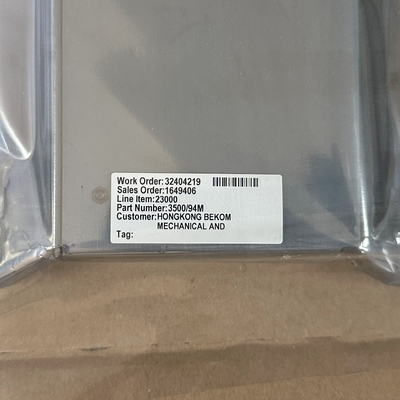 Work Order:32404219
Sales Order:1649406
Line Item:23000
Part Number:3500/94M
Customer:HONGKONG BEKOM
MECHANICAL AND
Tag: